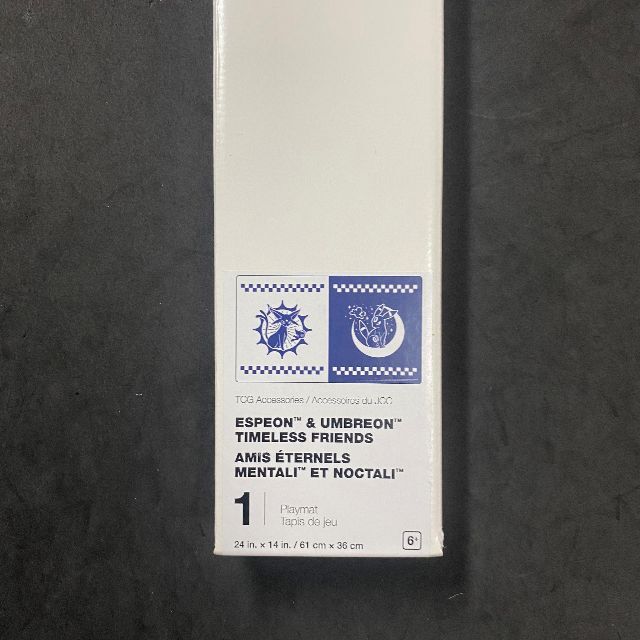 TCG Accessories / Accessoires du JCC
ESPEON™ & UMBREON™
TIMELESS FRIENDS
AMIS ÉTERNELS
MENTALI™ ET NOCTALI™
1 Playmat
Tapis de jeu
24 in. x 14 in. / 61 cm x 36 cm
6+